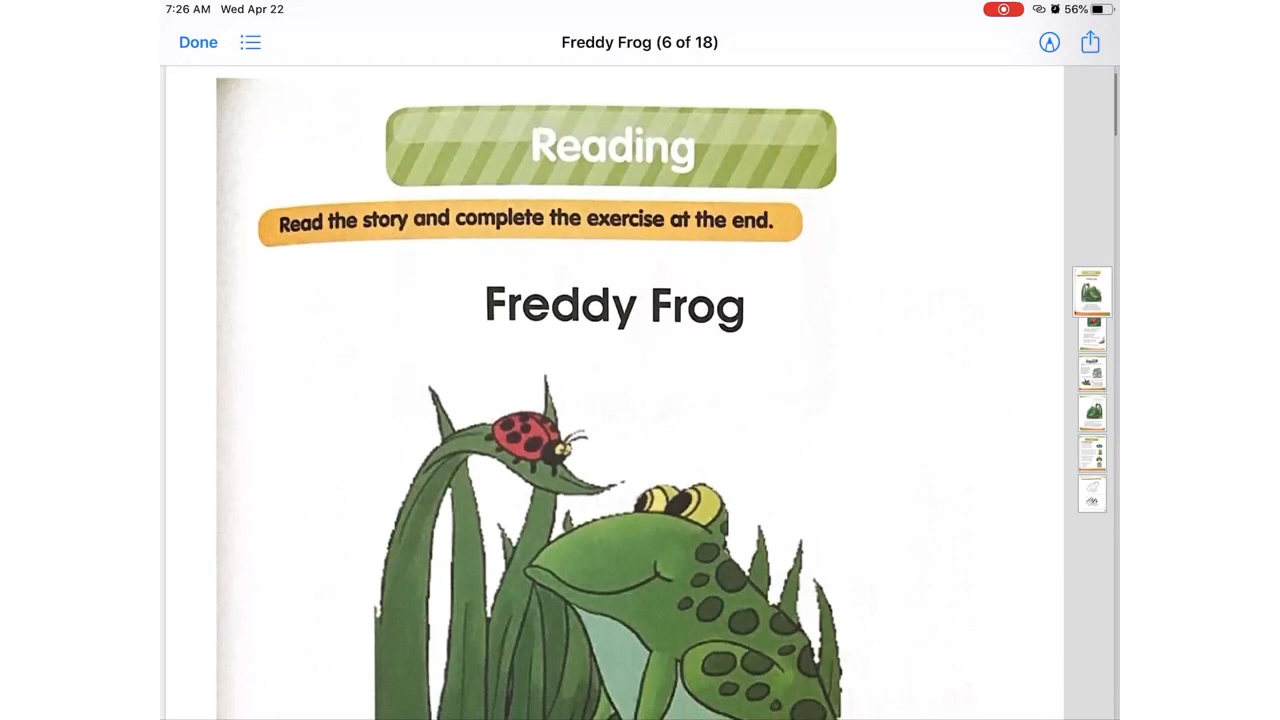 7:26 AM Wed Apr 22
56%
Done
Freddy Frog (6 of 18)
Reading
Read the story and complete the exercise at the end.
Freddy Frog